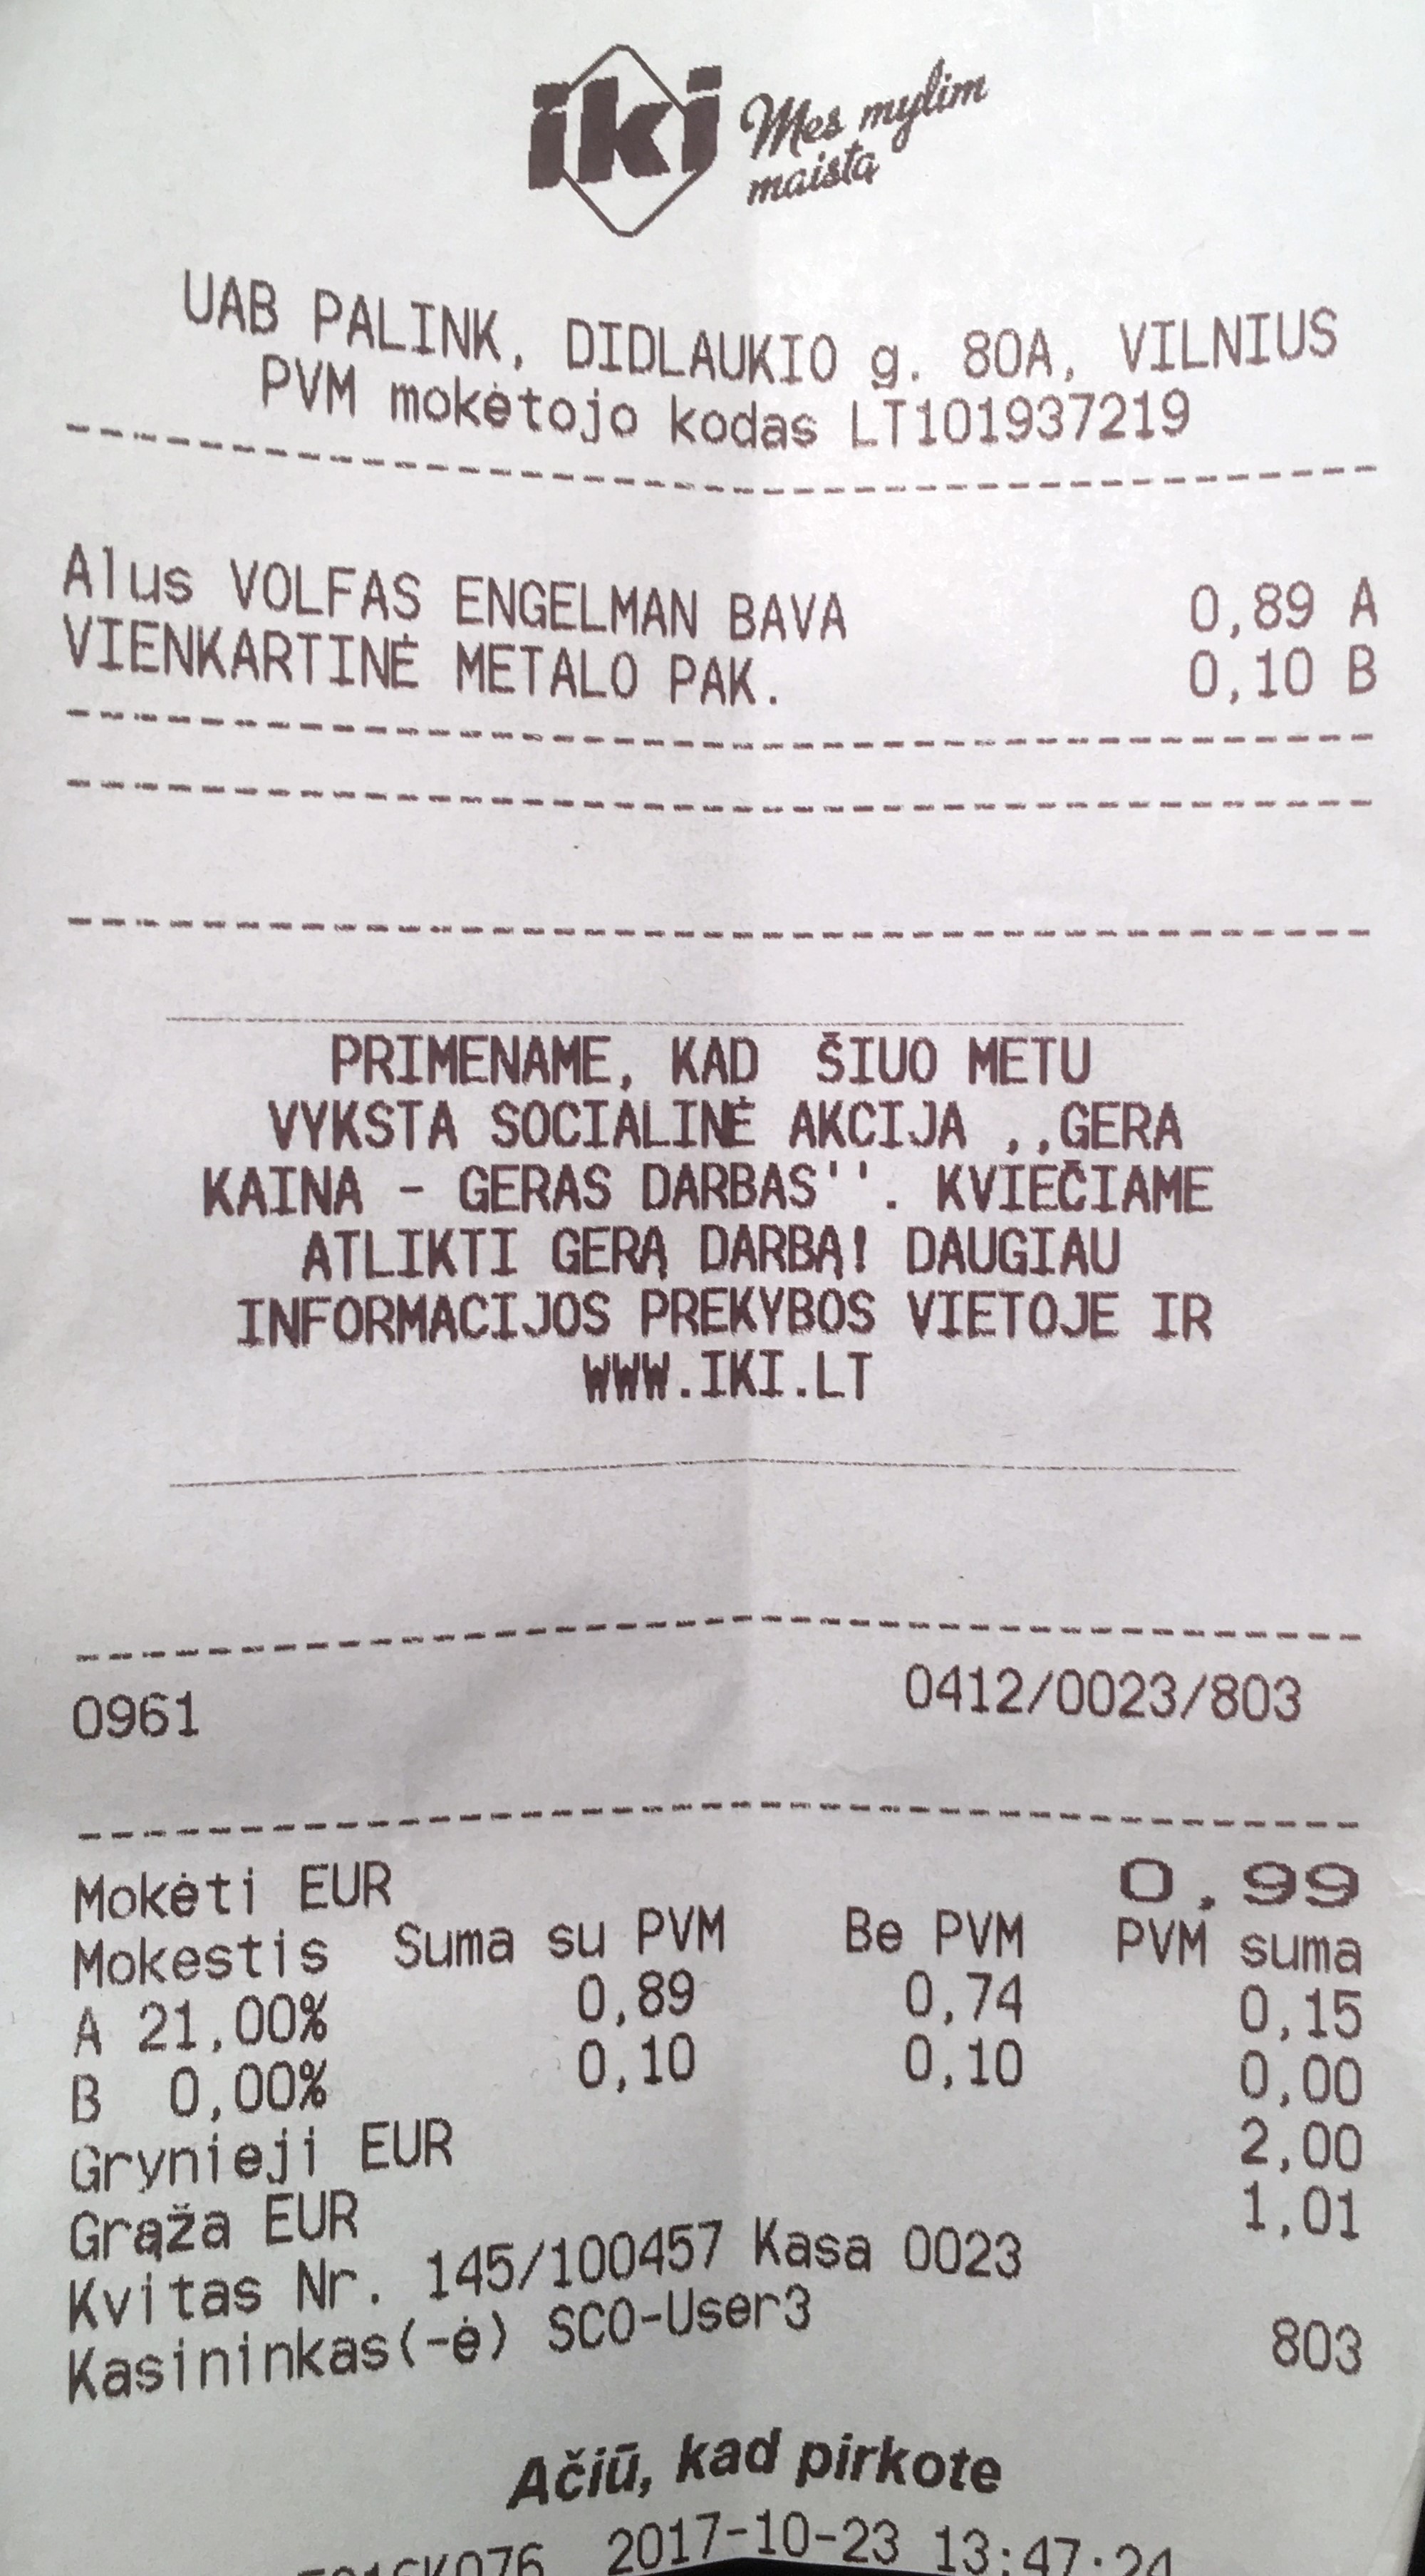 iki Mes mylim
maistą
UAB PALINK, DIDLAUKIO g. 80A, VILNIUS
PVM mokėtojo kodas LT101937219
Alus VOLFAS ENGELMAN BAVA 0,89 A
VIENKARTINĖ METALO PAK. 0,10 B
PRIMENAME, KAD ŠIUO METU
VYKSTA SOCIALINĖ AKCIJA ,,GERA
KAINA - GERAS DARBAS''. KVIEČIAME
ATLIKTI GERĄ DARBĄ! DAUGIAU
INFORMACIJOS PREKYBOS VIETOJE IR
WWW.IKI.LT
0961 0412/0023/803
Mokėti EUR 0,99
Mokestis Suma su PVM Be PVM PVM suma
A 21,00% 0,89 0,74 0,15
B 0,00% 0,10 0,10 0,00
Grynieji EUR 2,00
Grąža EUR 1,01
Kvitas Nr. 145/100457 Kasa 0023
Kasininkas(-ė) SCO-User3 803
Ačiū, kad pirkote
2017-10-23 13:47:24